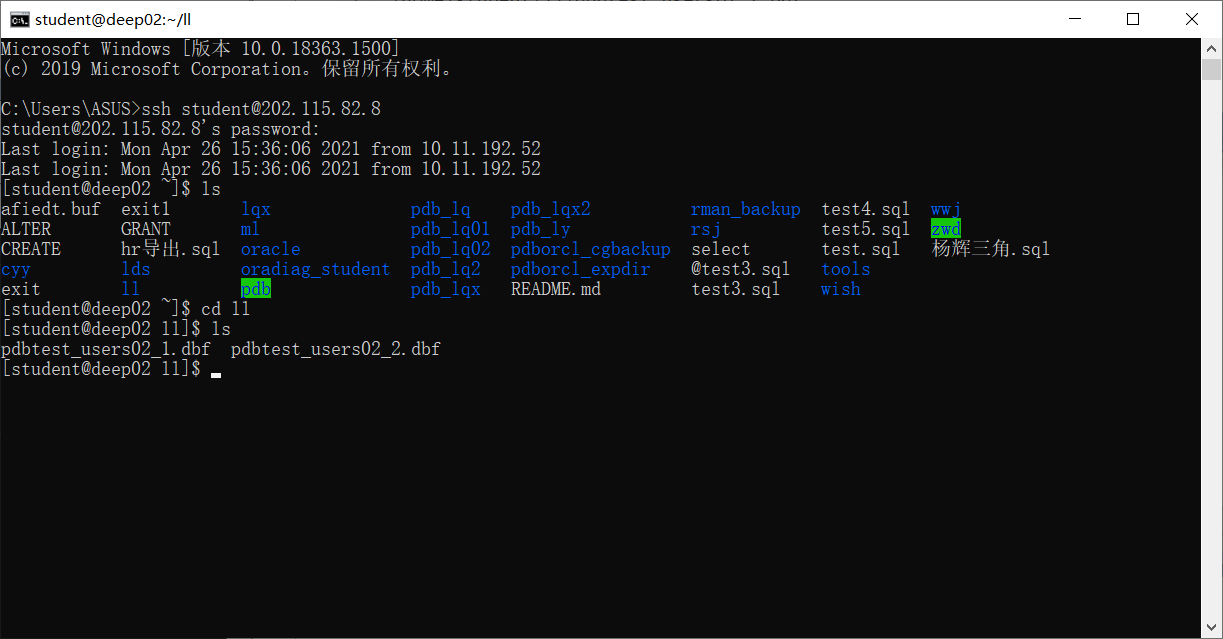 student@deep02:~/ll
Microsoft Windows [版本 10.0.18363.1500]
(c) 2019 Microsoft Corporation。保留所有权利。
C:\Users\ASUS>ssh student@202.115.82.8
student@202.115.82.8's password:
Last login: Mon Apr 26 15:36:06 2021 from 10.11.192.52
Last login: Mon Apr 26 15:36:06 2021 from 10.11.192.52
[student@deep02 ~]$ ls
afiedt.buf  exitl  lqx  pdb_lq  pdb_lqx2  rman_backup  test4.sql  wwj
ALTER  GRANT  ml  pdb_lq01  pdb_ly  rsj  test5.sql  zwd
CREATE  hr导出.sql  oracle  pdb_lq02  pdborcl_cgbackup  select  test.sql  杨辉三角.sql
cyy  lds  oradiag_student  pdb_lq2  pdborcl_expdir  @test3.sql  tools
exit  ll  pdb  pdb_lqx  README.md  test3.sql  wish
[student@deep02 ~]$ cd ll
[student@deep02 ll]$ ls
pdbtest_users02_1.dbf  pdbtest_users02_2.dbf
[student@deep02 ll]$